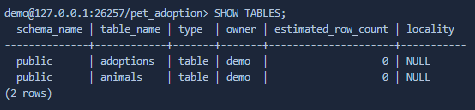 demo@127.0.0.1:26257/pet_adoption> SHOW TABLES;
schema_name | table_name | type | owner | estimated_row_count | locality
--------------+------------+-------+-------+---------------------+-----------
public | adoptions | table | demo | 0 | NULL
public | animals | table | demo | 0 | NULL
(2 rows)